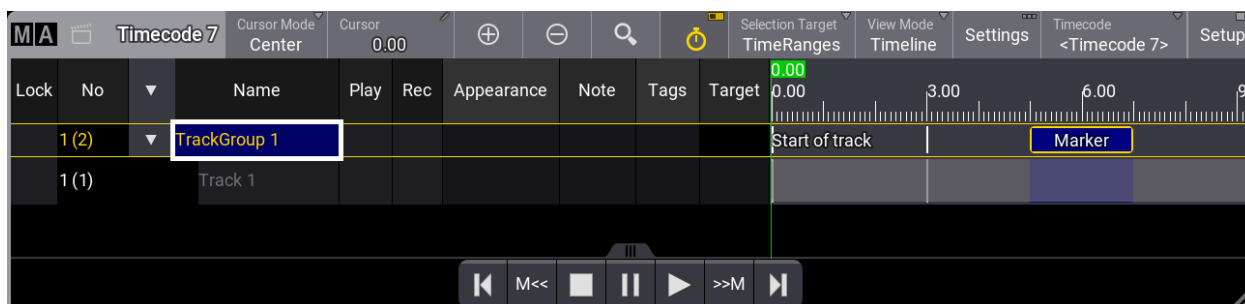 MA Timecode 7 Cursor Mode Center Cursor 0.00 Selection Target TimeRanges View Mode Timeline Settings Timecode <Timecode 7> Setup
Lock No Name Play Rec Appearance Note Tags Target 0.00
0.00 3.00 6.00 9
1 (2) TrackGroup 1 Start of track Marker
1 (1) Track 1
M<< >>M